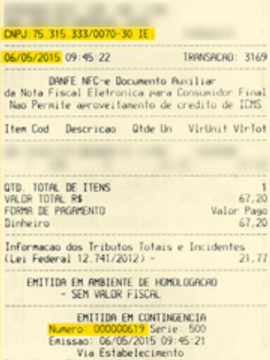 CNPJ:75.315.333/0070-30 IE:
06/05/2015 09:45:22 TRANSACAO: 3169
DANFE NFC-e Documento Auxiliar
da Nota Fiscal Eletronica para Consumidor Final
Nao Permite aproveitamento de credito de ICMS
Item Cod Descricao Qtde Un VlrUnit VlrTot
QTD. TOTAL DE ITENS 1
VALOR TOTAL R$ 67,20
FORMA DE PAGAMENTO Valor Pago
Dinheiro 67,20
Informacao dos Tributos Totais e Incidentes
(Lei Federal 12.741/2012) - 21,77
EMITIDA EM AMBIENTE DE HOMOLOGACAO
- SEM VALOR FISCAL
EMITIDA EM CONTINGENCIA
Numero: 000000619 Serie: 500
Emissao: 06/05/2015 09:45:21
Via Estabelecimento